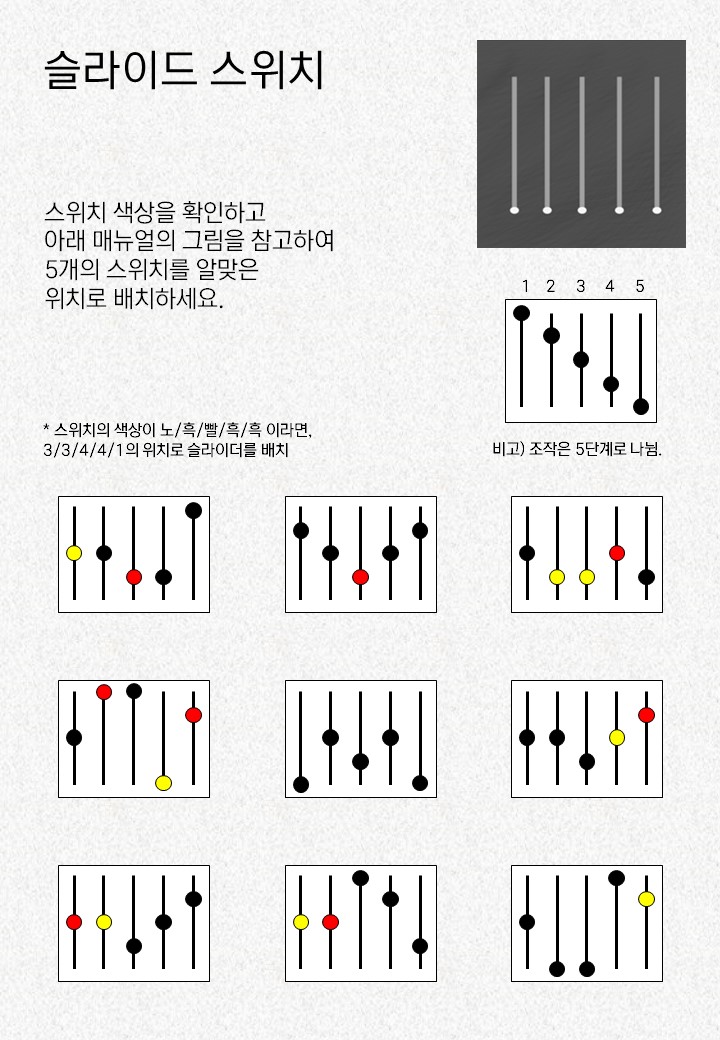 슬라이드 스위치
스위치 색상을 확인하고
아래 매뉴얼의 그림을 참고하여
5개의 스위치를 알맞은
위치로 배치하세요.
1 2 3 4 5
* 스위치의 색상이 노/흑/빨/흑/흑 이라면,
3/3/4/4/1의 위치로 슬라이더를 배치
비고) 조작은 5단계로 나뉨.